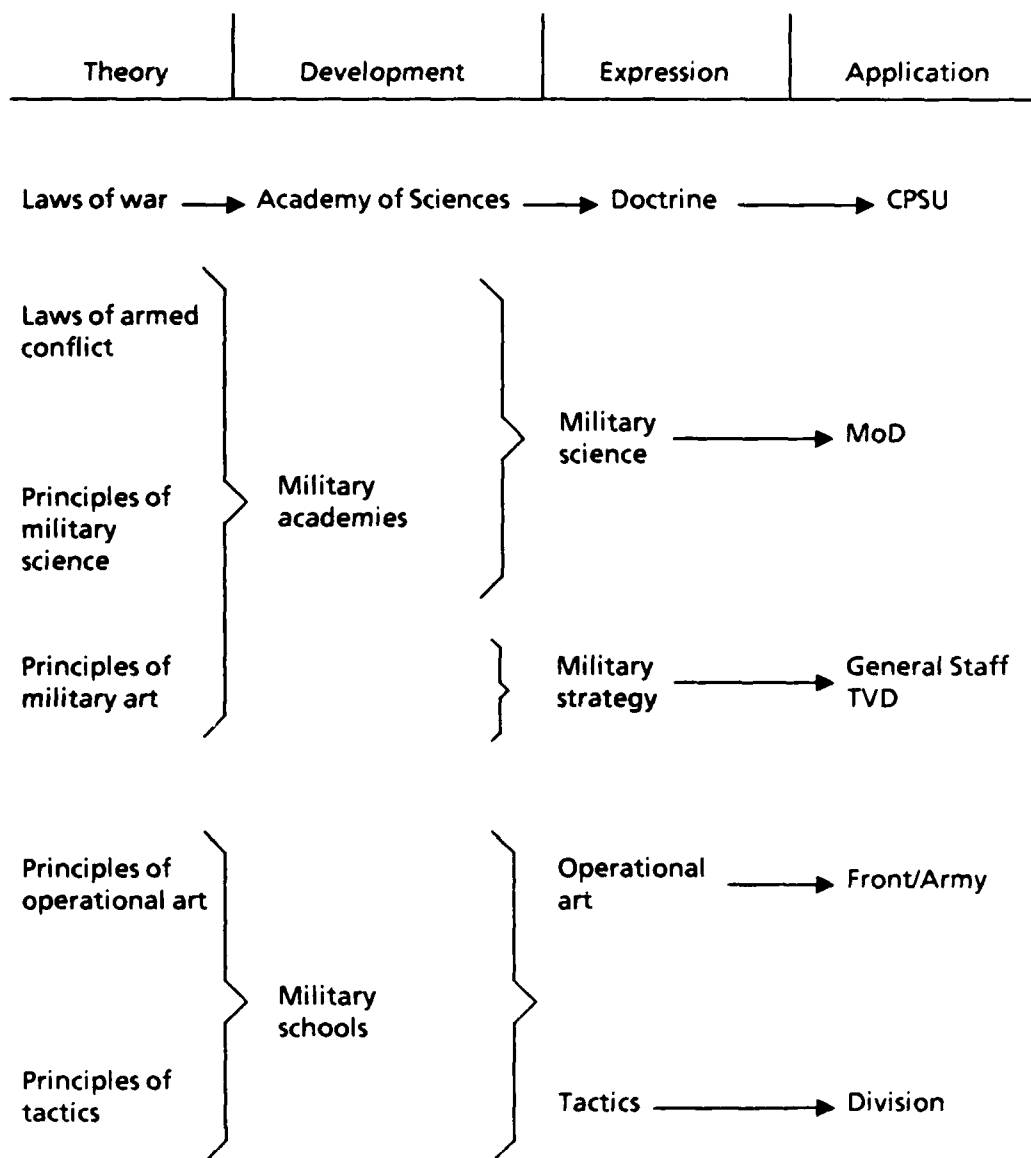 Theory Development Expression Application
Laws of war Academy of Sciences Doctrine CPSU
Laws of armed
conflict
Military
science
MoD
Principles of
military
science
Military
academies
Principles of
military art
Military
strategy
General Staff
TVD
Principles of
operational art
Operational
art
Front/Army
Military
schools
Principles of
tactics
Tactics Division